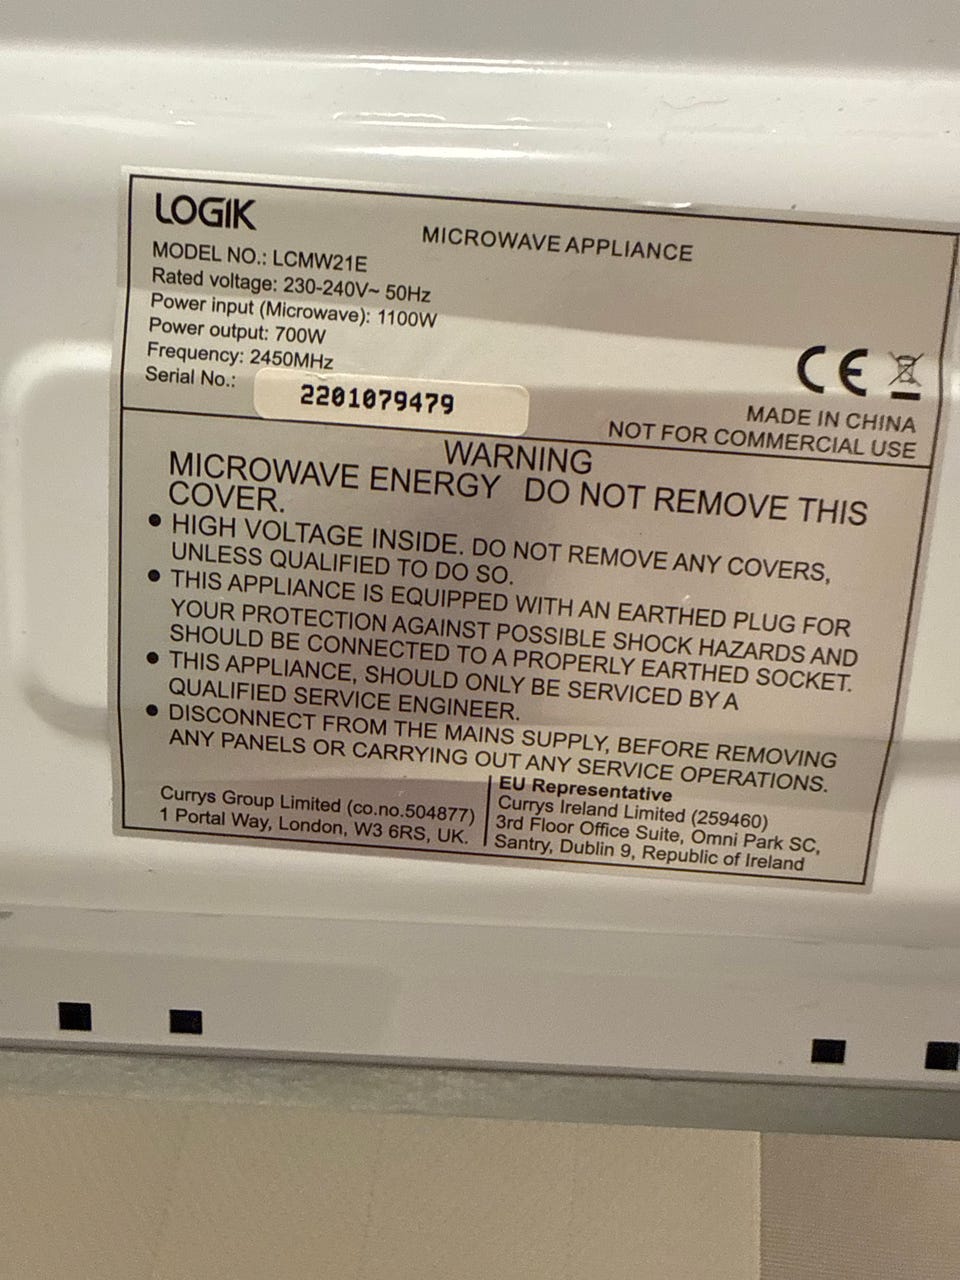 LOGIK
MICROWAVE APPLIANCE
MODEL NO.: LCMW21E
Rated voltage: 230-240V~ 50Hz
Power input (Microwave): 1100W
Power output: 700W
Frequency: 2450MHz
Serial No.: 2201079479
CE
MADE IN CHINA
NOT FOR COMMERCIAL USE
WARNING
MICROWAVE ENERGY DO NOT REMOVE THIS
COVER.
• HIGH VOLTAGE INSIDE. DO NOT REMOVE ANY COVERS,
UNLESS QUALIFIED TO DO SO.
• THIS APPLIANCE IS EQUIPPED WITH AN EARTHED PLUG FOR
YOUR PROTECTION AGAINST POSSIBLE SHOCK HAZARDS AND
SHOULD BE CONNECTED TO A PROPERLY EARTHED SOCKET.
• THIS APPLIANCE, SHOULD ONLY BE SERVICED BY A
QUALIFIED SERVICE ENGINEER.
• DISCONNECT FROM THE MAINS SUPPLY, BEFORE REMOVING
ANY PANELS OR CARRYING OUT ANY SERVICE OPERATIONS.
Currys Group Limited (co.no.504877)
1 Portal Way, London, W3 6RS, UK.
EU Representative
Currys Ireland Limited (259460)
3rd Floor Office Suite, Omni Park SC,
Santry, Dublin 9, Republic of Ireland